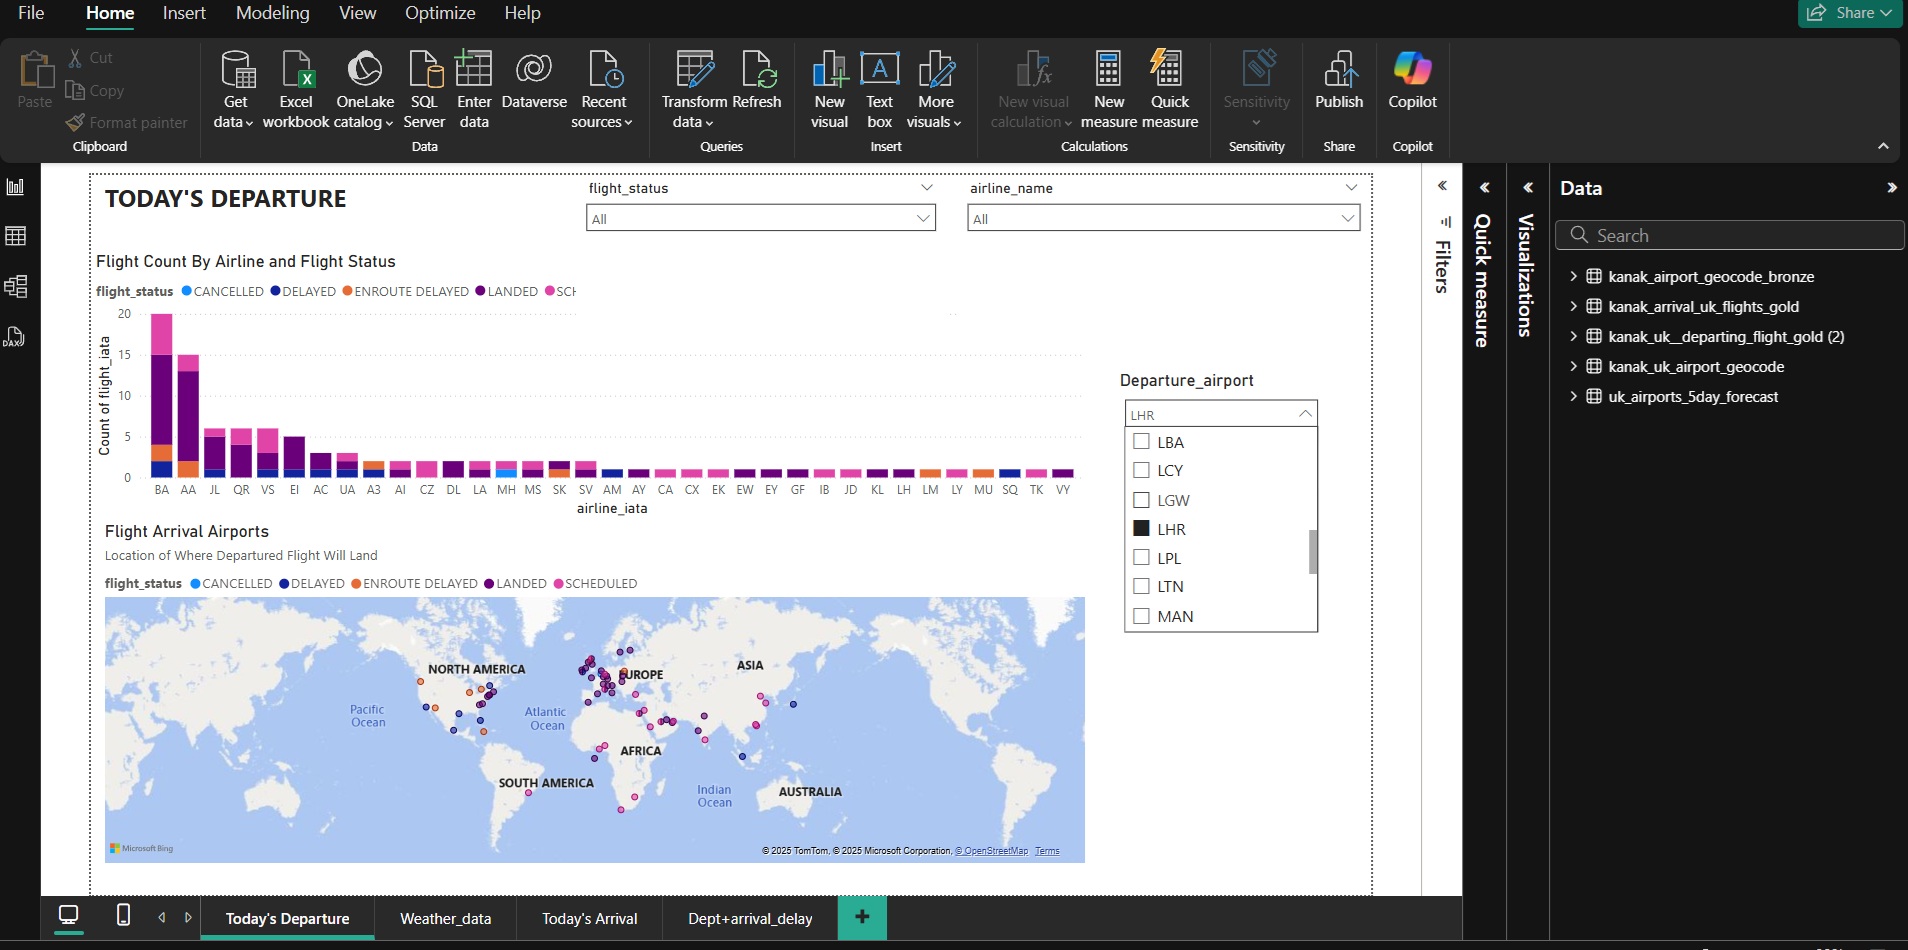 File Home Insert Modeling View Optimize Help
Share
Paste
Cut
Copy
Format painter
Clipboard
Get data
Excel workbook
OneLake catalog
SQL Server
Enter data
Dataverse
Recent sources
Data
Transform data
Refresh
Queries
New visual
Text box
More visuals
Insert
New visual calculation
New measure
Quick measure
Calculations
Sensitivity
Sensitivity
Publish
Share
Copilot
Copilot
TODAY'S DEPARTURE
flight_status
All
airline_name
All
Flight Count By Airline and Flight Status
flight_status CANCELLED DELAYED ENROUTE DELAYED LANDED SCH
Count of flight_iata
20
15
10
5
0
BA AA JL QR VS EI AC UA A3 AI CZ DL LA MH MS SK SV AM AY CA CX EK EW EY GF IB JD KL LH LM LY MU SQ TK VY
airline_iata
Departure_airport
LHR
LBA
LCY
LGW
LHR
LPL
LTN
MAN
Flight Arrival Airports
Location of Where Departured Flight Will Land
flight_status CANCELLED DELAYED ENROUTE DELAYED LANDED SCHEDULED
NORTH AMERICA
EUROPE
ASIA
Pacific Ocean
Atlantic Ocean
AFRICA
SOUTH AMERICA
Indian Ocean
AUSTRALIA
Microsoft Bing
© 2025 TomTom, © 2025 Microsoft Corporation, © OpenStreetMap Terms
Filters
Quick measure
Visualizations
Data
Search
kanak_airport_geocode_bronze
kanak_arrival_uk_flights_gold
kanak_uk__departing_flight_gold (2)
kanak_uk_airport_geocode
uk_airports_5day_forecast
DAX
Today's Departure
Weather_data
Today's Arrival
Dept+arrival_delay